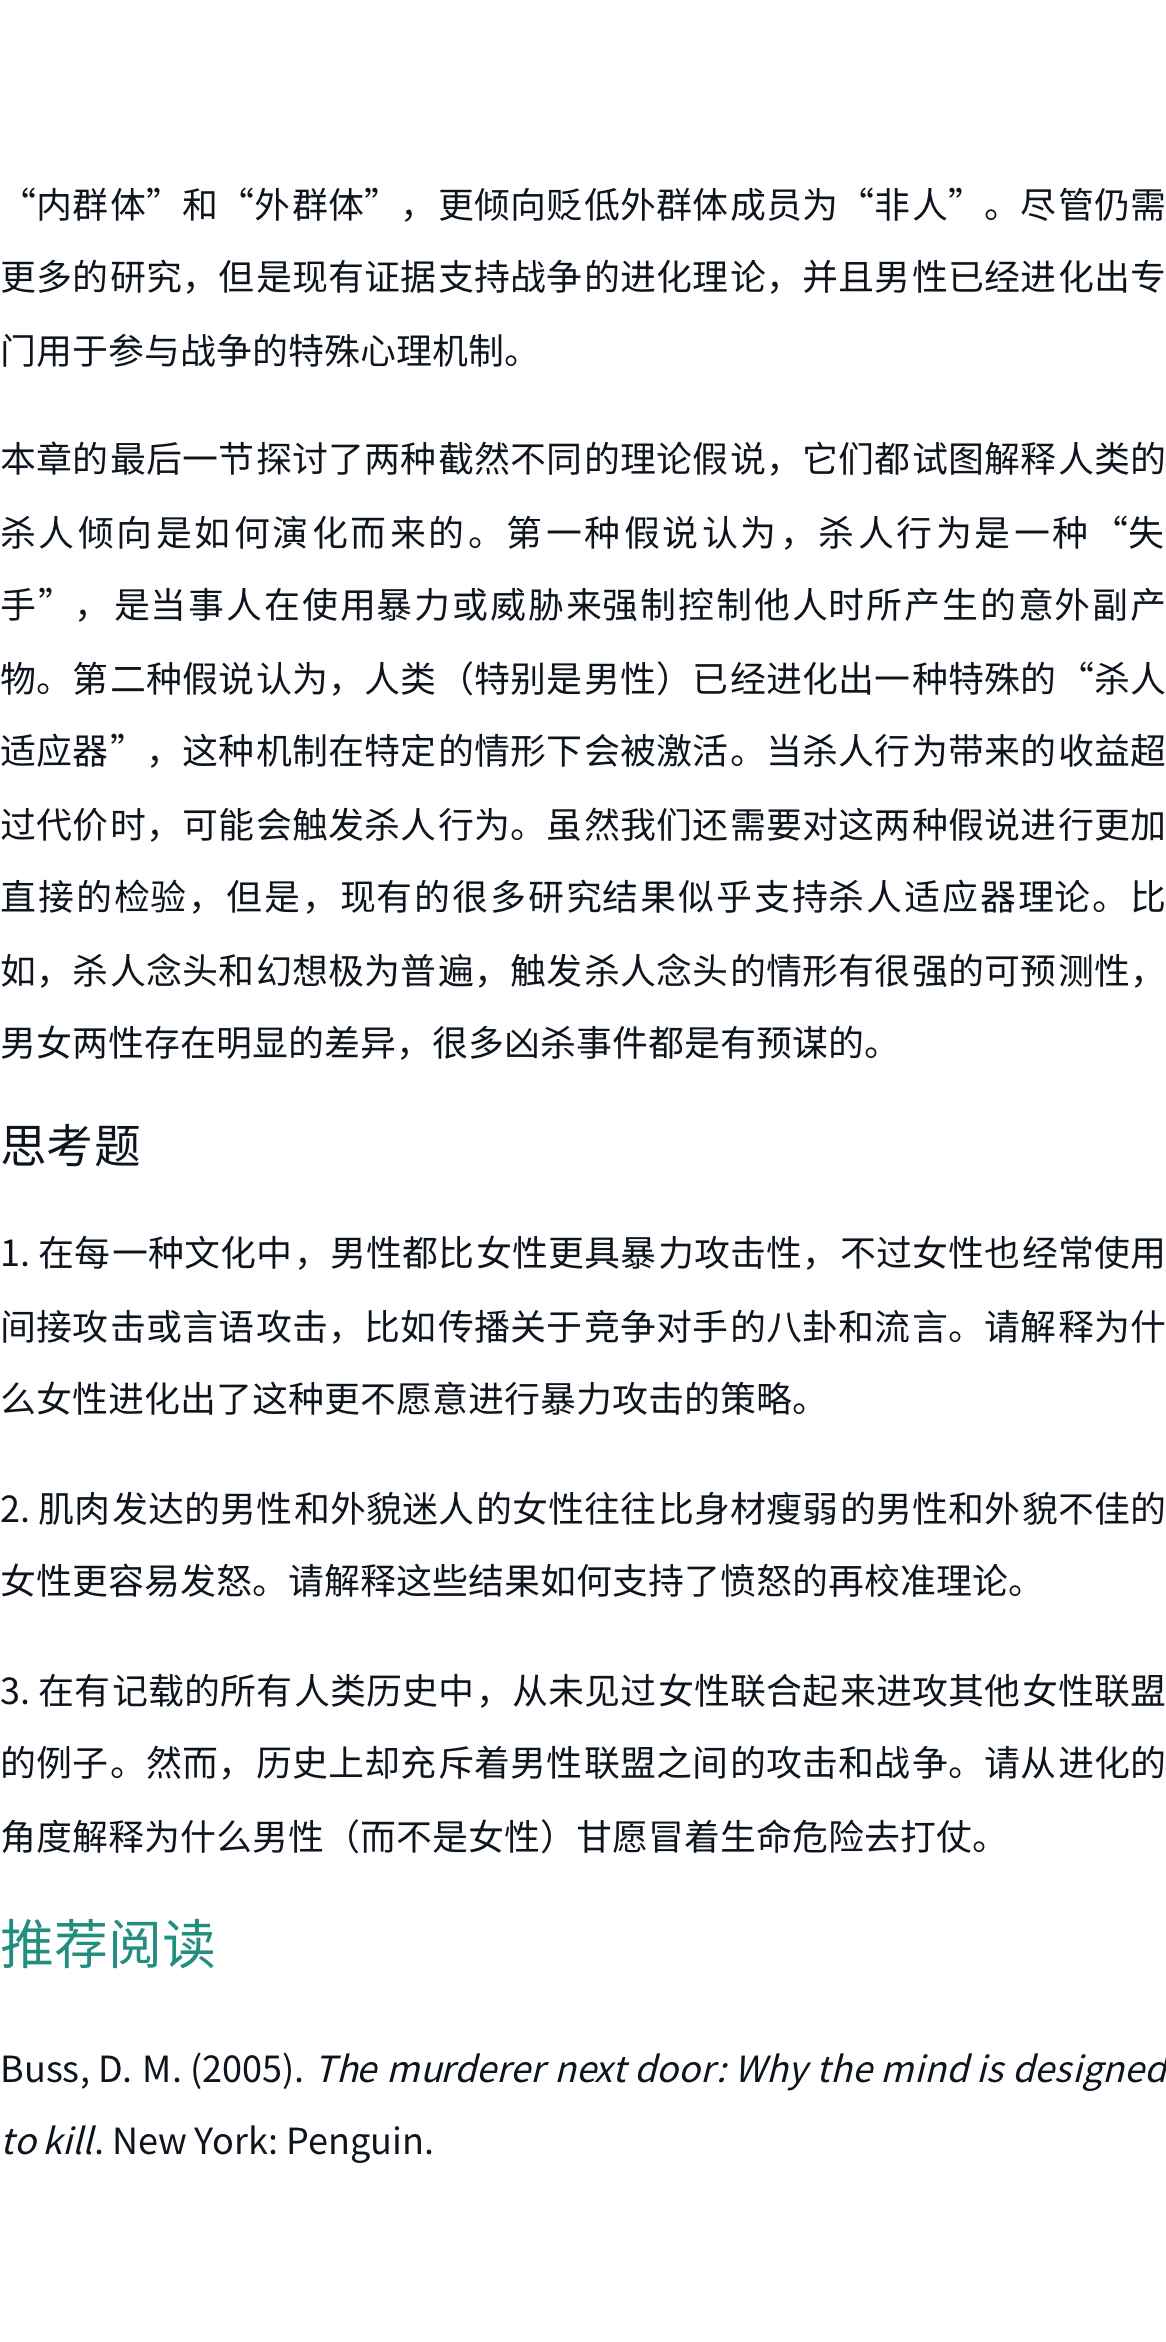 “内群体”和“外群体”，更倾向贬低外群体成员为“非人”。尽管仍需
更多的研究，但是现有证据支持战争的进化理论，并且男性已经进化出专
门用于参与战争的特殊心理机制。
本章的最后一节探讨了两种截然不同的理论假说，它们都试图解释人类的
杀人倾向是如何演化而来的。第一种假说认为，杀人行为是一种“失
手”，是当事人在使用暴力或威胁来强制控制他人时所产生的意外副产
物。第二种假说认为，人类（特别是男性）已经进化出一种特殊的“杀人
适应器”，这种机制在特定的情形下会被激活。当杀人行为带来的收益超
过代价时，可能会触发杀人行为。虽然我们还需要对这两种假说进行更加
直接的检验，但是，现有的很多研究结果似乎支持杀人适应器理论。比
如，杀人念头和幻想极为普遍，触发杀人念头的情形有很强的可预测性，
男女两性存在明显的差异，很多凶杀事件都是有预谋的。
思考题
1. 在每一种文化中，男性都比女性更具暴力攻击性，不过女性也经常使用
间接攻击或言语攻击，比如传播关于竞争对手的八卦和流言。请解释为什
么女性进化出了这种更不愿意进行暴力攻击的策略。
2. 肌肉发达的男性和外貌迷人的女性往往比身材瘦弱的男性和外貌不佳的
女性更容易发怒。请解释这些结果如何支持了愤怒的再校准理论。
3. 在有记载的所有人类历史中，从未见过女性联合起来进攻其他女性联盟
的例子。然而，历史上却充斥着男性联盟之间的攻击和战争。请从进化的
角度解释为什么男性（而不是女性）甘愿冒着生命危险去打仗。
推荐阅读
Buss, D. M. (2005). The murderer next door: Why the mind is designed
to kill. New York: Penguin.